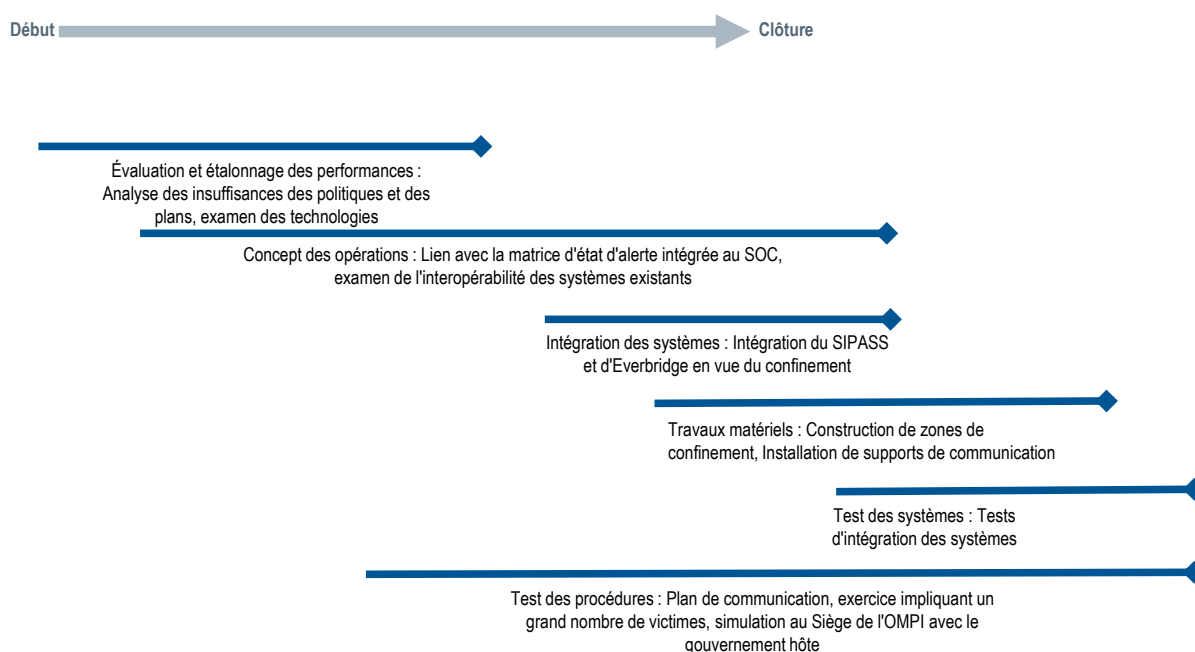 Début
Clôture
Évaluation et étalonnage des performances :
Analyse des insuffisances des politiques et des
plans, examen des technologies
Concept des opérations : Lien avec la matrice d'état d'alerte intégrée au SOC,
examen de l'interopérabilité des systèmes existants
Intégration des systèmes : Intégration du SIPASS
et d'Everbridge en vue du confinement
Travaux matériels : Construction de zones de
confinement, Installation de supports de communication
Test des systèmes : Tests
d'intégration des systèmes
Test des procédures : Plan de communication, exercice impliquant un
grand nombre de victimes, simulation au Siège de l'OMPI avec le
gouvernement hôte